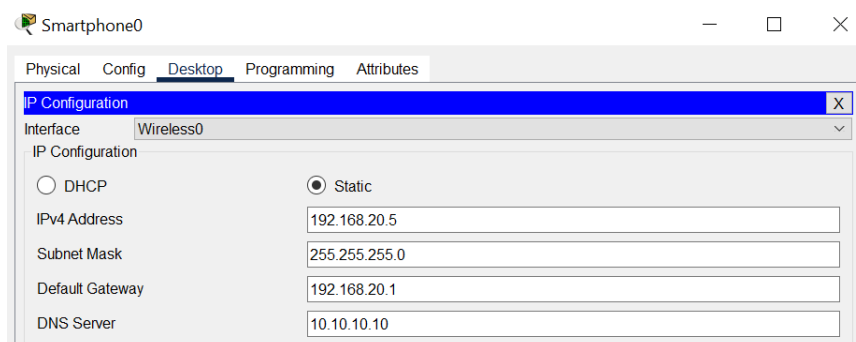 Smartphone0
Physical Config Desktop Programming Attributes
IP Configuration X
Interface Wireless0
IP Configuration
DHCP Static
IPv4 Address 192.168.20.5
Subnet Mask 255.255.255.0
Default Gateway 192.168.20.1
DNS Server 10.10.10.10